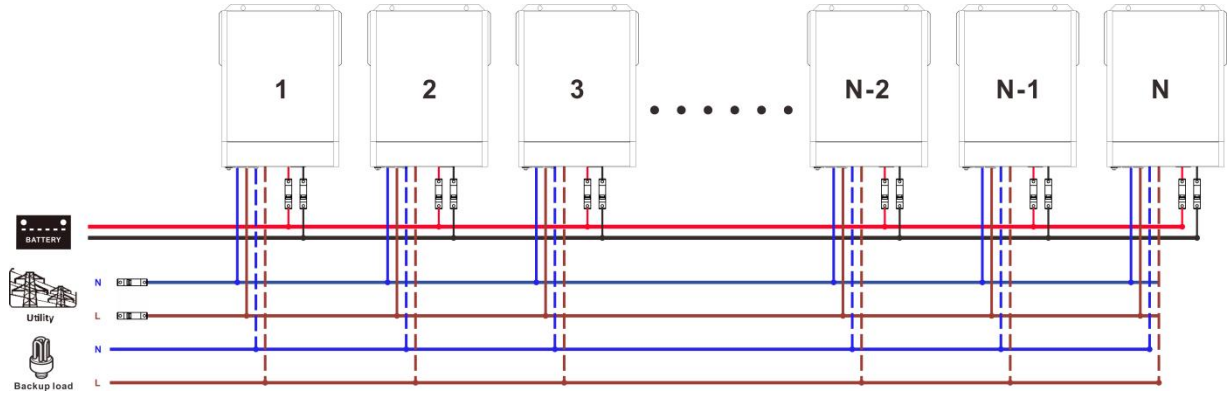 1
2
3
N-2
N-1
N
BATTERY
N
Utility
L
N
Backup load
L